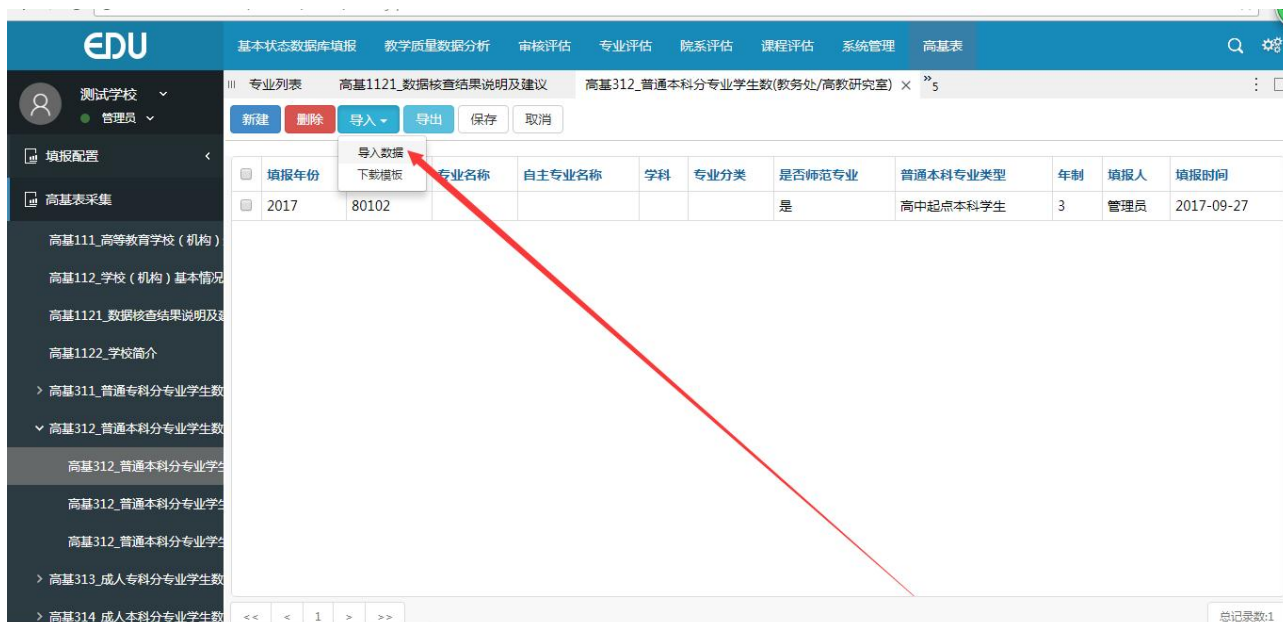 EDU 基本状态数据库填报 教学质量数据分析 审核评估 专业评估 院系评估 课程评估 系统管理 高基表
测试学校
管理员
专业列表 高基1121_数据核查结果说明及建议 高基312_普通本科分专业学生数(教务处/高教研究室) × »5
新建 删除 导入 导出 保存 取消
导入数据
下载模板
填报配置
高基表采集
高基111_高等教育学校(机构)
高基112_学校(机构)基本情况
高基1121_数据核查结果说明及
高基1122_学校简介
高基311_普通专科分专业学生数
高基312_普通本科分专业学生数
高基312_普通本科分专业学生
高基312_普通本科分专业学生
高基312_普通本科分专业学生
高基313_成人专科分专业学生数
高基314_成人本科分专业学生数
填报年份 专业名称 自主专业名称 学科 专业分类 是否师范专业 普通本科专业类型 年制 填报人 填报时间
2017 80102 是 高中起点本科学生 3 管理员 2017-09-27
<< < 1 > >>
总记录数:1